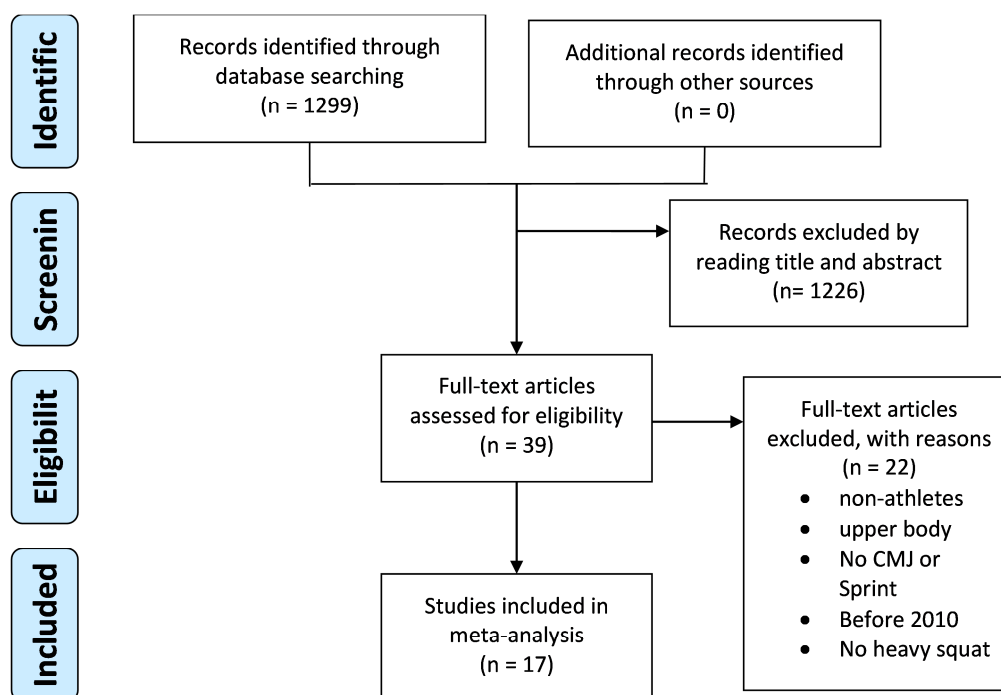 Identific
Records identified through
database searching
(n = 1299)
Additional records identified
through other sources
(n = 0)
Screenin
Records excluded by
reading title and abstract
(n= 1226)
Eligibilit
Full-text articles
assessed for eligibility
(n = 39)
Full-text articles
excluded, with reasons
(n = 22)
• non-athletes
• upper body
• No CMJ or
Sprint
• Before 2010
• No heavy squat
Included
Studies included in
meta-analysis
(n = 17)